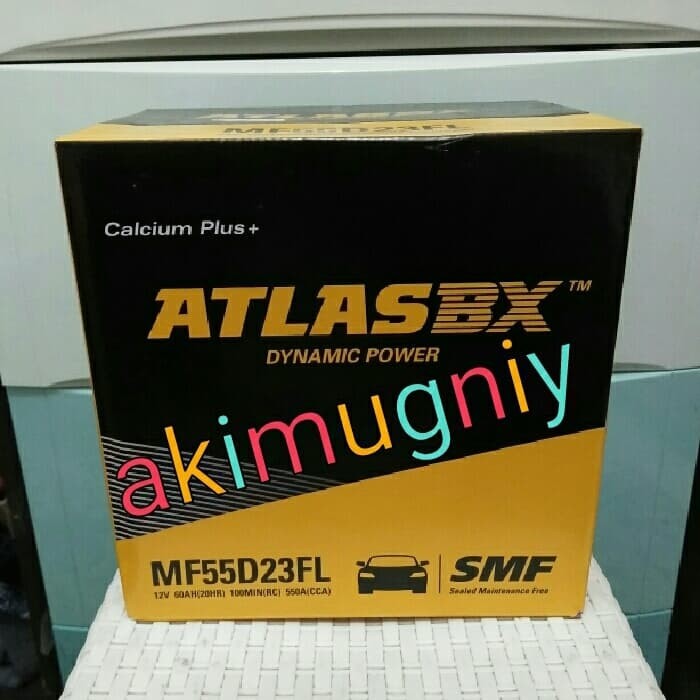 ATLASBX
MF55D23FL
Calcium Plus+
ATLASBX™
DYNAMIC POWER
akimugniy
MF55D23FL
12V 60AH(20HR) 100MIN(RC) 550A(CCA)
SMF
Sealed Maintenance Free